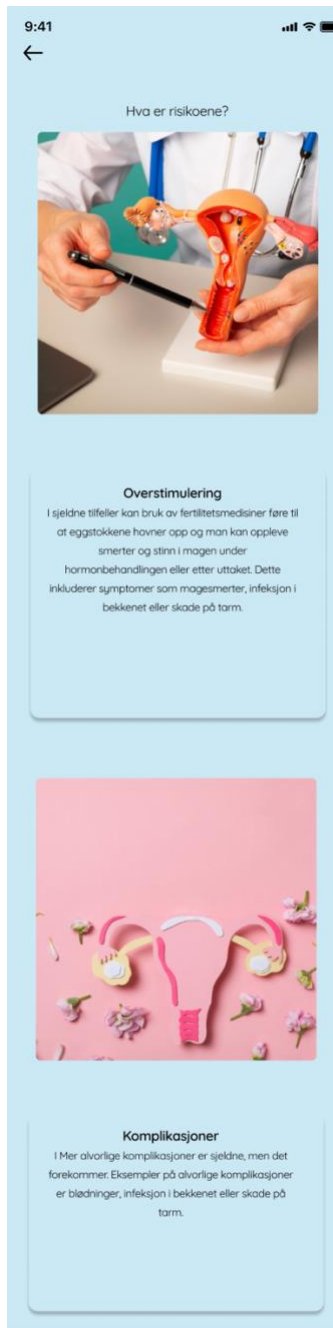 9:41
Hva er risikoene?
Overstimulering
I sjeldne tilfeller kan bruk av fertilitetsmedisiner føre til
at eggstokkene hovner opp og man kan oppleve
smerter og stinn i magen under
hormonbehandlingen eller etter uttaket. Dette
inkluderer symptomer som magesmerter, infeksjon i
bekkenet eller skade på tarm.
Komplikasjoner
I Mer alvorlige komplikasjoner er sjeldne, men det
forekommer. Eksempler på alvorlige komplikasjoner
er blødninger, infeksjon i bekkenet eller skade på
tarm.